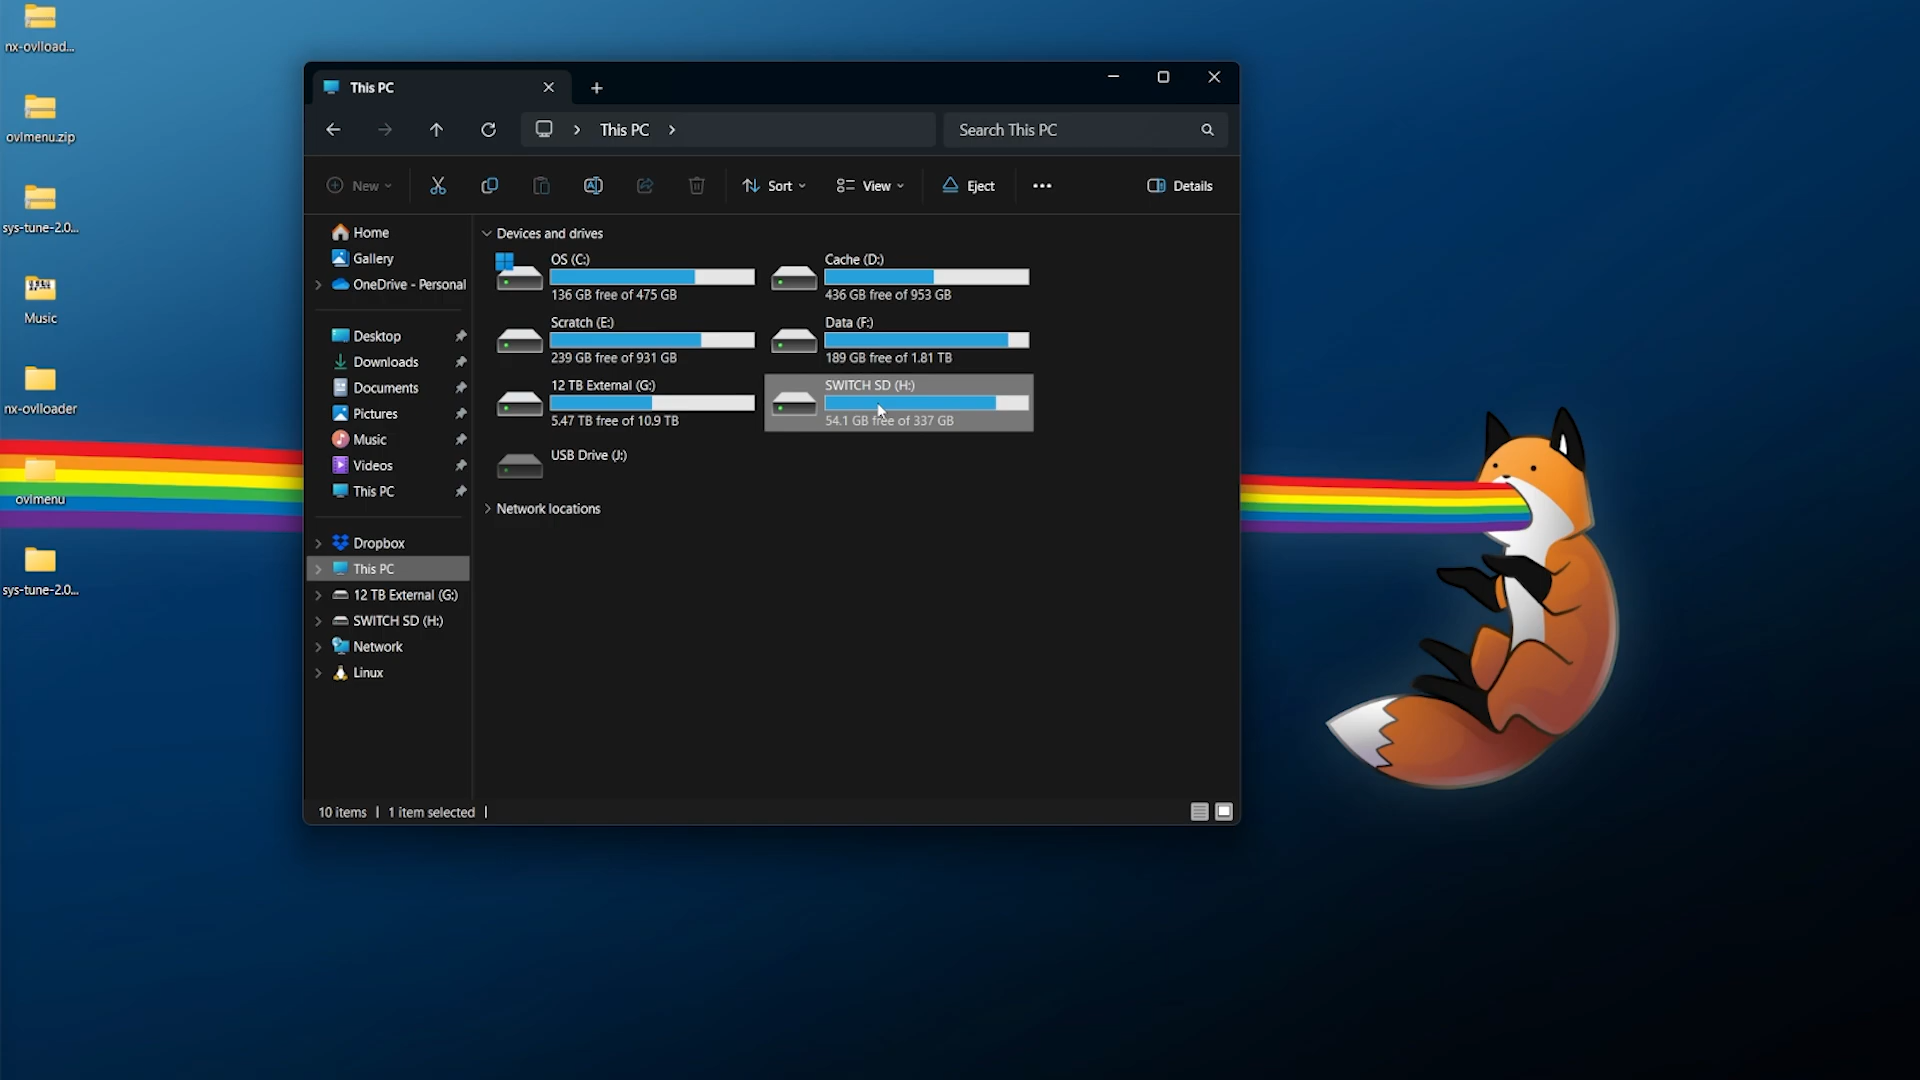 nx-ovlload...
ovlmenu.zip
sys-tune-2.0...
Music
nx-ovlloader
ovlmenu
sys-tune-2.0...
This PC
This PC
Search This PC
New
Sort
View
Eject
Details
Home
Gallery
OneDrive - Personal
Desktop
Downloads
Documents
Pictures
Music
Videos
This PC
Dropbox
This PC
12 TB External (G:)
SWITCH SD (H:)
Network
Linux
Devices and drives
OS (C:)
136 GB free of 475 GB
Cache (D:)
436 GB free of 953 GB
Scratch (E:)
239 GB free of 931 GB
Data (F:)
189 GB free of 1.81 TB
12 TB External (G:)
5.47 TB free of 10.9 TB
SWITCH SD (H:)
54.1 GB free of 337 GB
USB Drive (J:)
Network locations
10 items
1 item selected